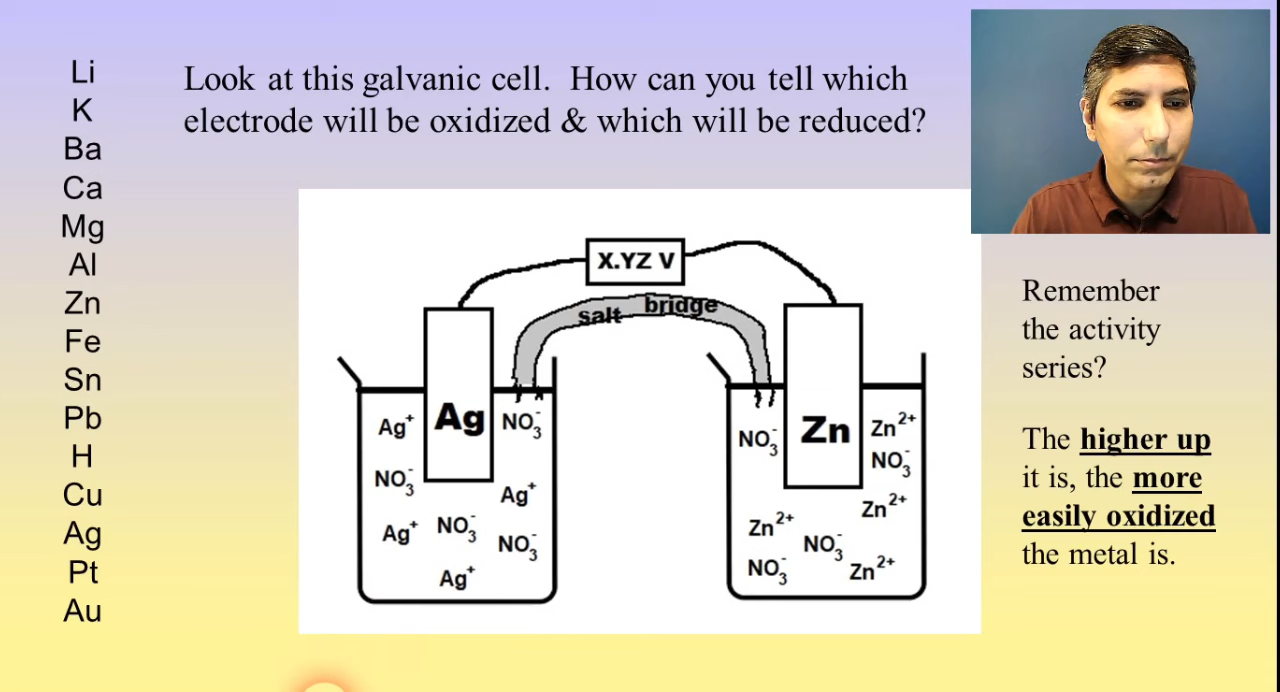 Li
K
Ba
Ca
Mg
Al
Zn
Fe
Sn
Pb
H
Cu
Ag
Pt
Au
Look at this galvanic cell. How can you tell which
electrode will be oxidized & which will be reduced?
X.YZ V
salt bridge
Ag
Ag⁺
NO₃⁻
NO₃⁻
Ag⁺
Ag⁺
NO₃⁻
NO₃⁻
Ag⁺
Zn
NO₃⁻
Zn²⁺
NO₃⁻
Zn²⁺
Zn²⁺
NO₃⁻
NO₃⁻
Zn²⁺
Remember
the activity
series?
The higher up
it is, the more
easily oxidized
the metal is.